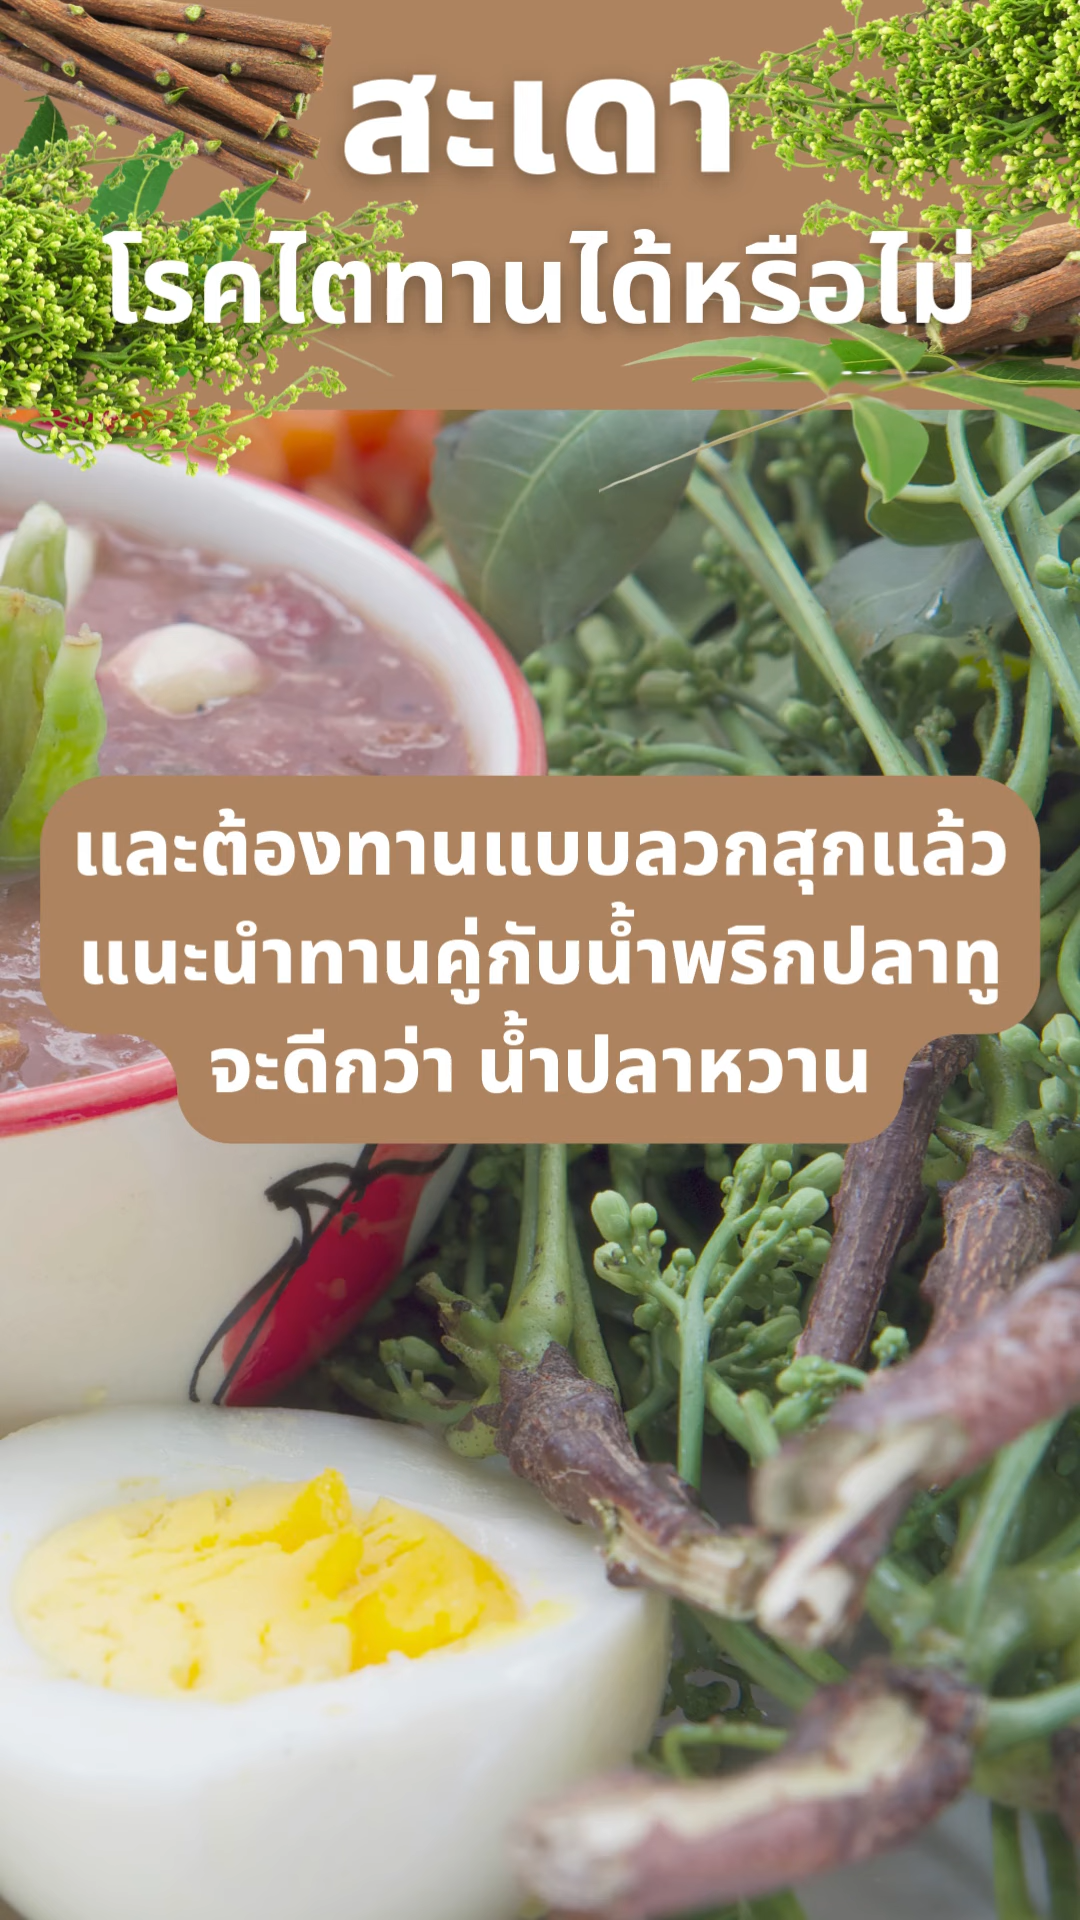 สะเดา
โรคไตทานได้หรือไม่
และต้องทานแบบลวกสุกแล้ว
แนะนำทานคู่กับน้ำพริกปลาทู
จะดีกว่า น้ำปลาหวาน